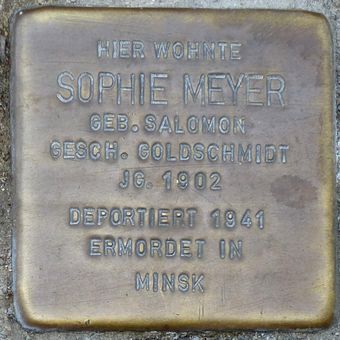 HIER WOHNTE
SOPHIE MEYER
GEB. SALOMON
GESCH. GOLDSCHMIDT
JG. 1902
DEPORTIERT 1941
ERMORDET IN
MINSK